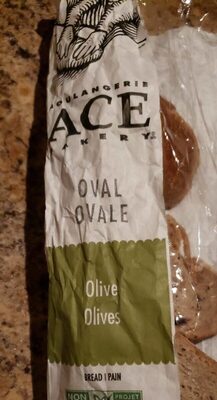 BOULANGERIE
ACE
BAKERY
OVAL
OVALE
Olive
Olives
BREAD | PAIN
NON
PROJET